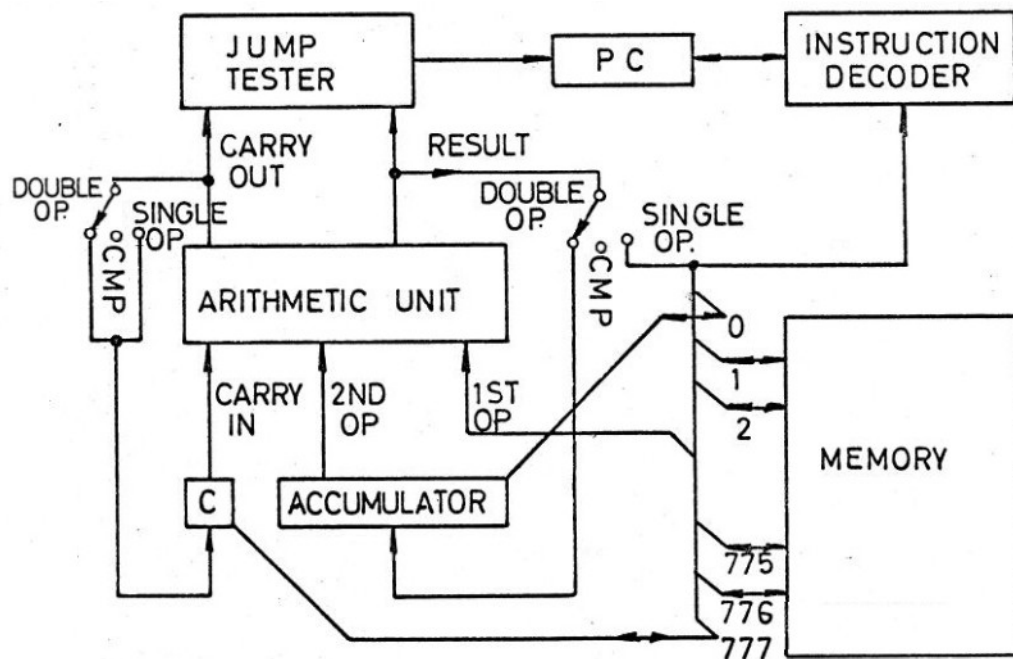 JUMP
TESTER
PC
INSTRUCTION
DECODER
CARRY
OUT
RESULT
DOUBLE
OP.
SINGLE
OP.
CMP
DOUBLE
OP.
SINGLE
OP.
CMP
ARITHMETIC UNIT
0
1
2
CARRY
IN
2ND
OP
1ST
OP
MEMORY
C
ACCUMULATOR
775
776
777